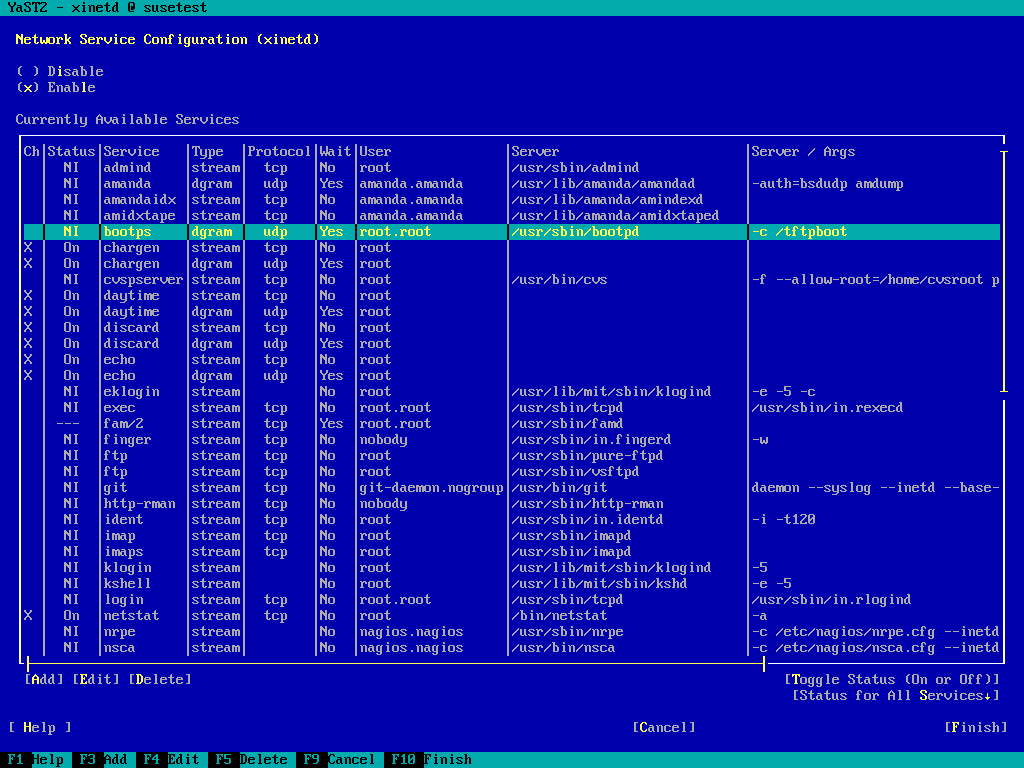 YaST2 - xinetd @ susetest
Network Service Configuration (xinetd)
( ) Disable
(x) Enable
Currently Available Services
Ch|Status|Service |Type |Protocol|Wait|User |Server |Server / Args
NI admind stream tcp No root /usr/sbin/admind
NI amanda dgram udp Yes amanda.amanda /usr/lib/amanda/amandad -auth=bsdudp amdump
NI amandaidx stream tcp No amanda.amanda /usr/lib/amanda/amindexd
NI amidxtape stream tcp No amanda.amanda /usr/lib/amanda/amidxtaped
NI bootps dgram udp Yes root.root /usr/sbin/bootpd -c /tftpboot
X On chargen stream tcp No root
X On chargen dgram udp Yes root
NI cvspserver stream tcp No root /usr/bin/cvs -f --allow-root=/home/cvsroot p
X On daytime stream tcp No root
X On daytime dgram udp Yes root
X On discard stream tcp No root
X On discard dgram udp Yes root
X On echo stream tcp No root
X On echo dgram udp Yes root
NI eklogin stream No root /usr/lib/mit/sbin/klogind -e -5 -c
NI exec stream tcp No root.root /usr/sbin/tcpd /usr/sbin/in.rexecd
--- fam/2 stream tcp Yes root.root /usr/sbin/famd
NI finger stream tcp No nobody /usr/sbin/in.fingerd -w
NI ftp stream tcp No root /usr/sbin/pure-ftpd
NI ftp stream tcp No root /usr/sbin/vsftpd
NI git stream tcp No git-daemon.nogroup /usr/bin/git daemon --syslog --inetd --base-
NI http-rman stream tcp No nobody /usr/sbin/http-rman
NI ident stream tcp No root /usr/sbin/in.identd -i -t120
NI imap stream tcp No root /usr/sbin/imapd
NI imaps stream tcp No root /usr/sbin/imapd
NI klogin stream No root /usr/lib/mit/sbin/klogind -5
NI kshell stream No root /usr/lib/mit/sbin/kshd -e -5
NI login stream tcp No root.root /usr/sbin/tcpd /usr/sbin/in.rlogind
X On netstat stream tcp No root /bin/netstat -a
NI nrpe stream No nagios.nagios /usr/sbin/nrpe -c /etc/nagios/nrpe.cfg --inetd
NI nsca stream No nagios.nagios /usr/bin/nsca -c /etc/nagios/nsca.cfg --inetd
[Add] [Edit] [Delete] [Toggle Status (On or Off)]
[Status for All Services↓]
[ Help ] [Cancel] [Finish]
F1 Help F3 Add F4 Edit F5 Delete F9 Cancel F10 Finish